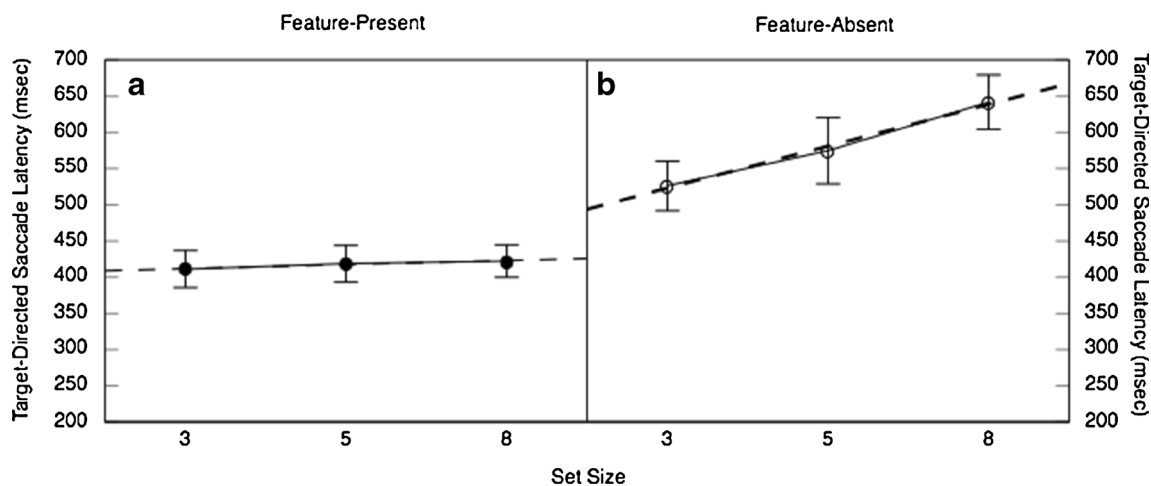 Feature-Present
Feature-Absent
Target-Directed Saccade Latency (msec)
700
650
600
550
500
450
400
350
300
250
200
a
b
700
650
600
550
500
450
400
350
300
250
200
Target-Directed Saccade Latency (msec)
3 5 8 3 5 8
Set Size